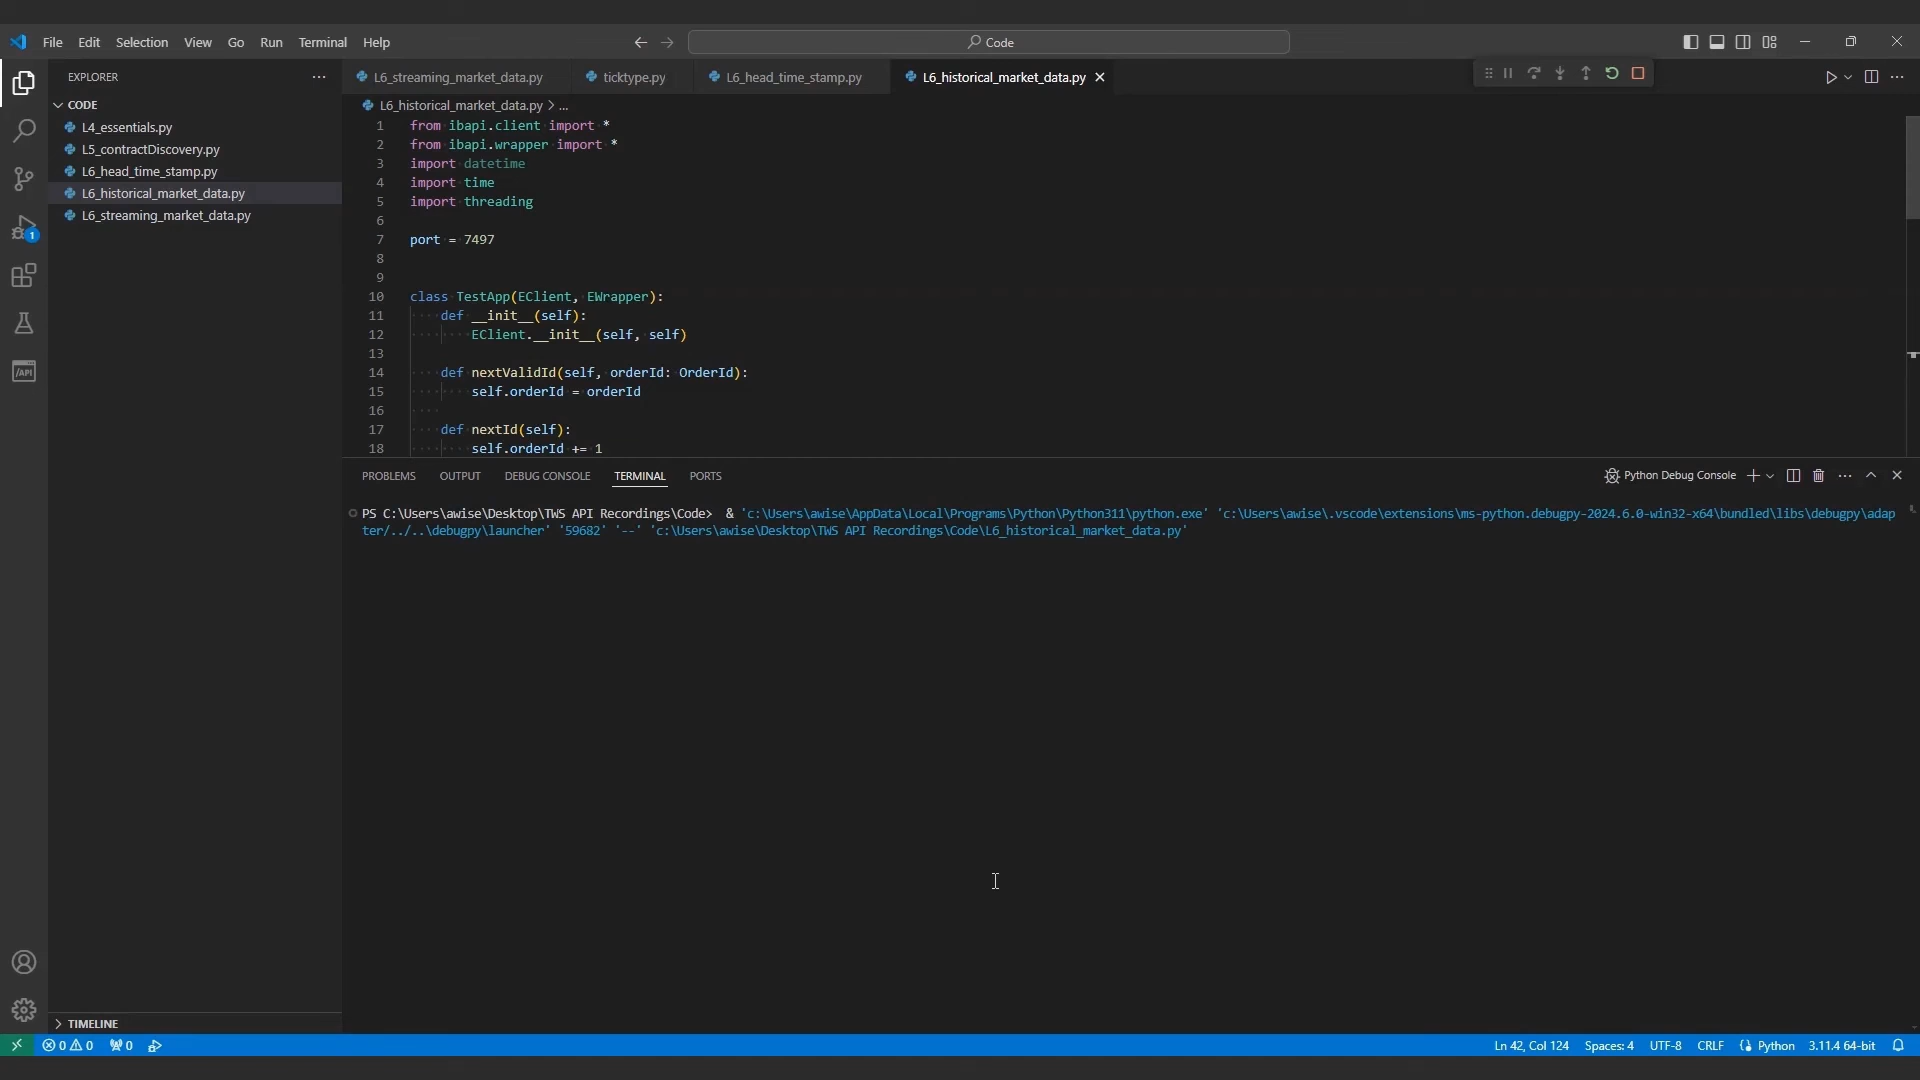 File Edit Selection View Go Run Terminal Help
Code
EXPLORER
CODE
L4_essentials.py
L5_contractDiscovery.py
L6_head_time_stamp.py
L6_historical_market_data.py
L6_streaming_market_data.py
1
/API
TIMELINE
L6_streaming_market_data.py ticktype.py L6_head_time_stamp.py L6_historical_market_data.py
L6_historical_market_data.py > ...
1 from ibapi.client import *
2 from ibapi.wrapper import *
3 import datetime
4 import time
5 import threading
6
7 port = 7497
8
9
10 class TestApp(EClient, EWrapper):
11 def __init__(self):
12 EClient.__init__(self, self)
13
14 def nextValidId(self, orderId: OrderId):
15 self.orderId = orderId
16
17 def nextId(self):
18 self.orderId += 1
PROBLEMS OUTPUT DEBUG CONSOLE TERMINAL PORTS
Python Debug Console
PS C:\Users\awise\Desktop\TWS API Recordings\Code> & 'c:\Users\awise\AppData\Local\Programs\Python\Python311\python.exe' 'c:\Users\awise\.vscode\extensions\ms-python.debugpy-2024.6.0-win32-x64\bundled\libs\debugpy\adap
ter/../..\debugpy\launcher' '59682' '--' 'c:\Users\awise\Desktop\TWS API Recordings\Code\L6_historical_market_data.py'
0 0 0
Ln 42, Col 124 Spaces: 4 UTF-8 CRLF Python 3.11.4 64-bit